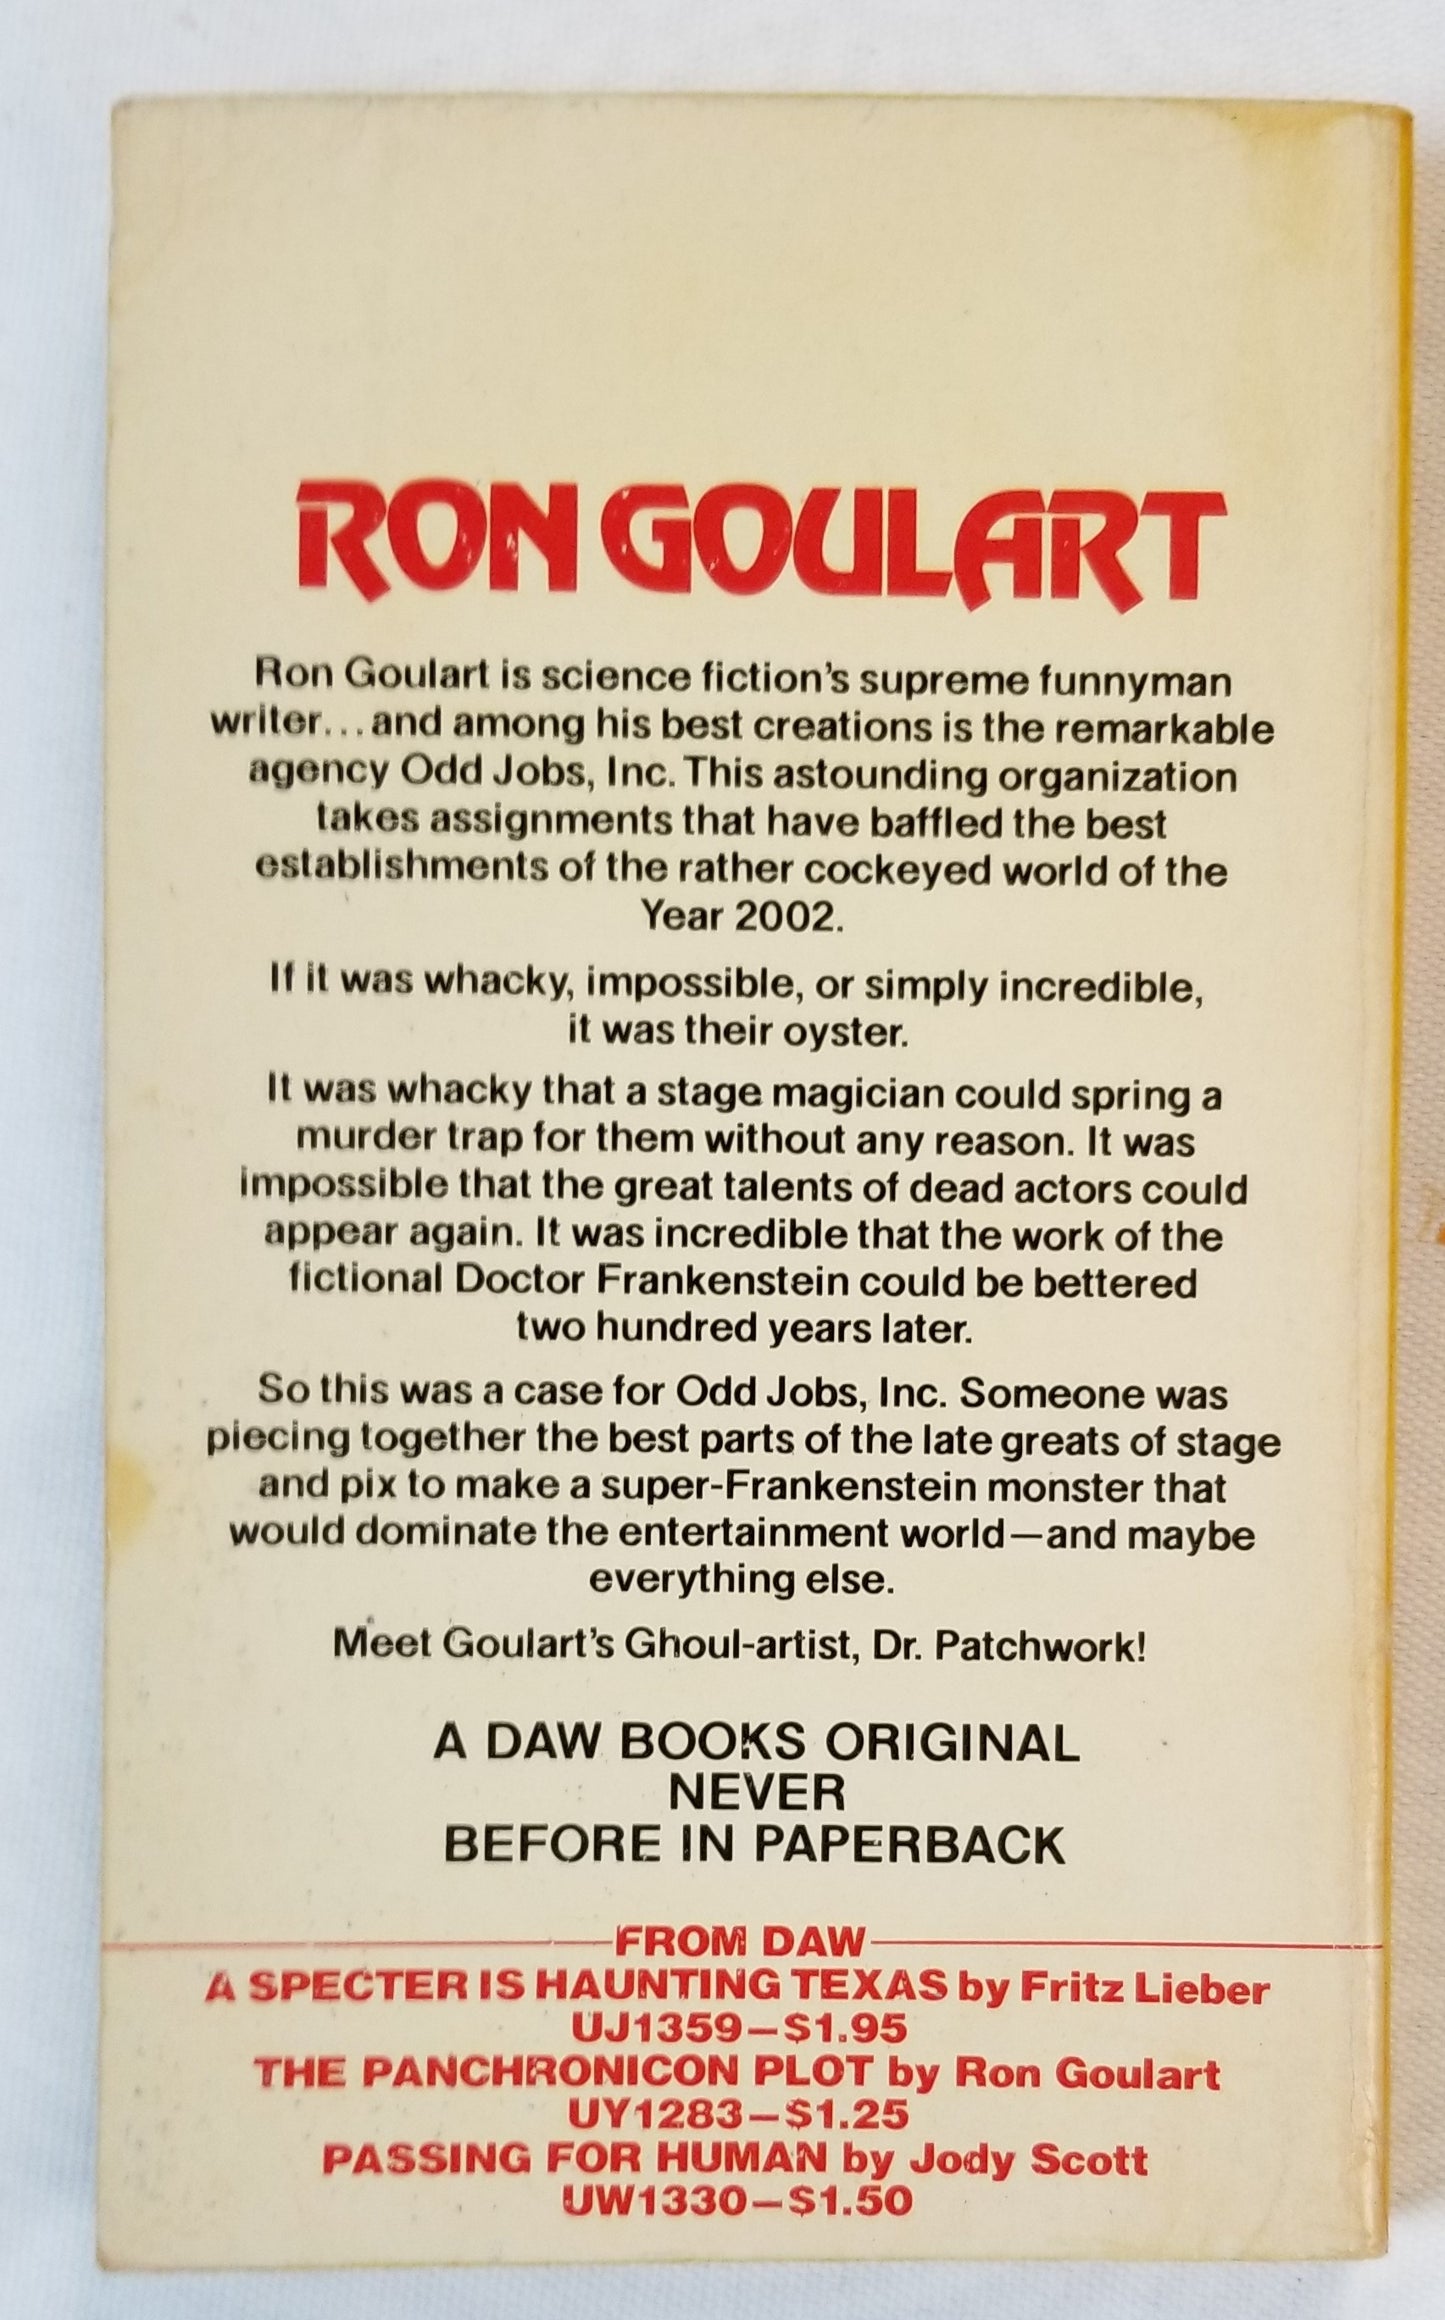 RON GOULART
Ron Goulart is science fiction's supreme funnyman
writer...and among his best creations is the remarkable
agency Odd Jobs, Inc. This astounding organization
takes assignments that have baffled the best
establishments of the rather cockeyed world of the
Year 2002.
If it was whacky, impossible, or simply incredible,
it was their oyster.
It was whacky that a stage magician could spring a
murder trap for them without any reason. It was
impossible that the great talents of dead actors could
appear again. It was incredible that the work of the
fictional Doctor Frankenstein could be bettered
two hundred years later.
So this was a case for Odd Jobs, Inc. Someone was
piecing together the best parts of the late greats of stage
and pix to make a super-Frankenstein monster that
would dominate the entertainment world—and maybe
everything else.
Meet Goulart's Ghoul-artist, Dr. Patchwork!
A DAW BOOKS ORIGINAL
NEVER
BEFORE IN PAPERBACK
FROM DAW
A SPECTER IS HAUNTING TEXAS by Fritz Lieber
UJ1359—$1.95
THE PANCHRONICON PLOT by Ron Goulart
UY1283—$1.25
PASSING FOR HUMAN by Jody Scott
UW1330—$1.50